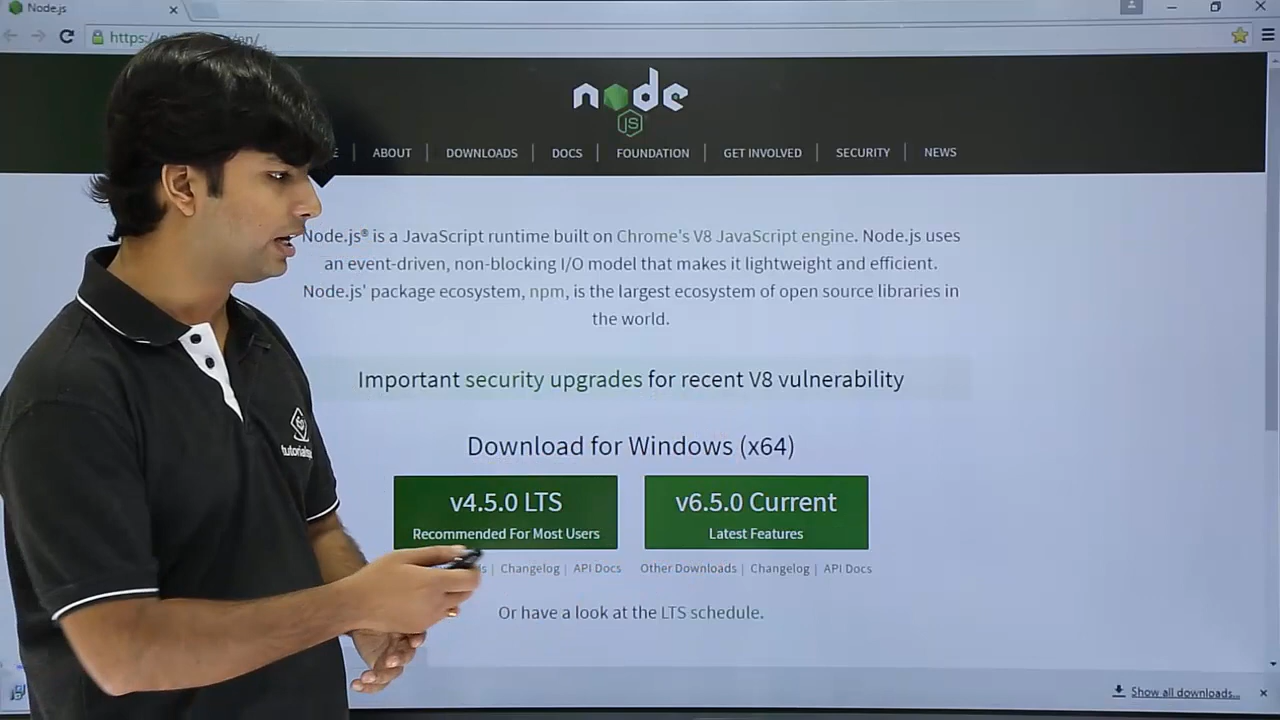 Node.js
https://
en/
node
JS
ABOUT | DOWNLOADS | DOCS | FOUNDATION | GET INVOLVED | SECURITY | NEWS
Node.js® is a JavaScript runtime built on Chrome's V8 JavaScript engine. Node.js uses
an event-driven, non-blocking I/O model that makes it lightweight and efficient.
Node.js' package ecosystem, npm, is the largest ecosystem of open source libraries in
the world.
Important security upgrades for recent V8 vulnerability
Download for Windows (x64)
v4.5.0 LTS
Recommended For Most Users
v6.5.0 Current
Latest Features
Changelog | API Docs
Other Downloads | Changelog | API Docs
Or have a look at the LTS schedule.
Show all downloads...